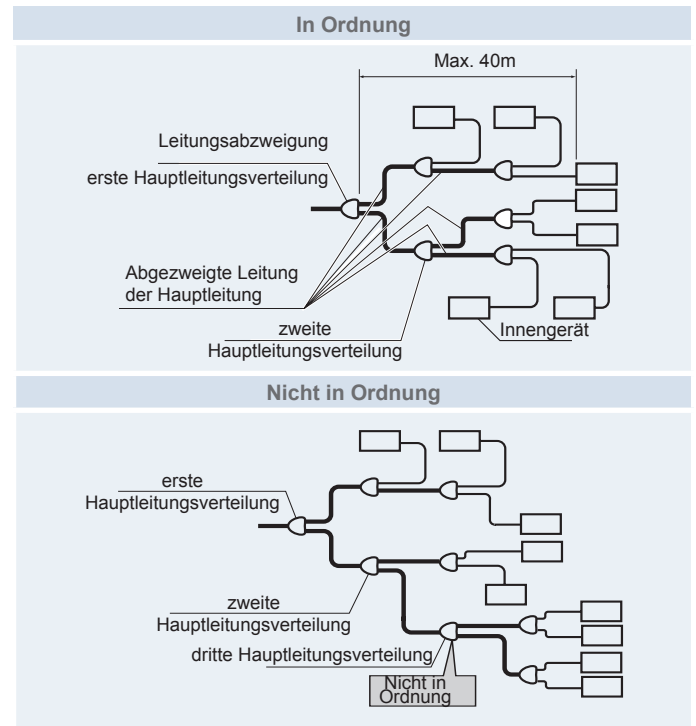 In Ordnung
Max. 40m
Leitungsabzweigung
erste Hauptleitungsverteilung
Abgezweigte Leitung
der Hauptleitung
zweite
Hauptleitungsverteilung
Innengerät
Nicht in Ordnung
erste
Hauptleitungsverteilung
zweite
Hauptleitungsverteilung
dritte Hauptleitungsverteilung
Nicht in
Ordnung